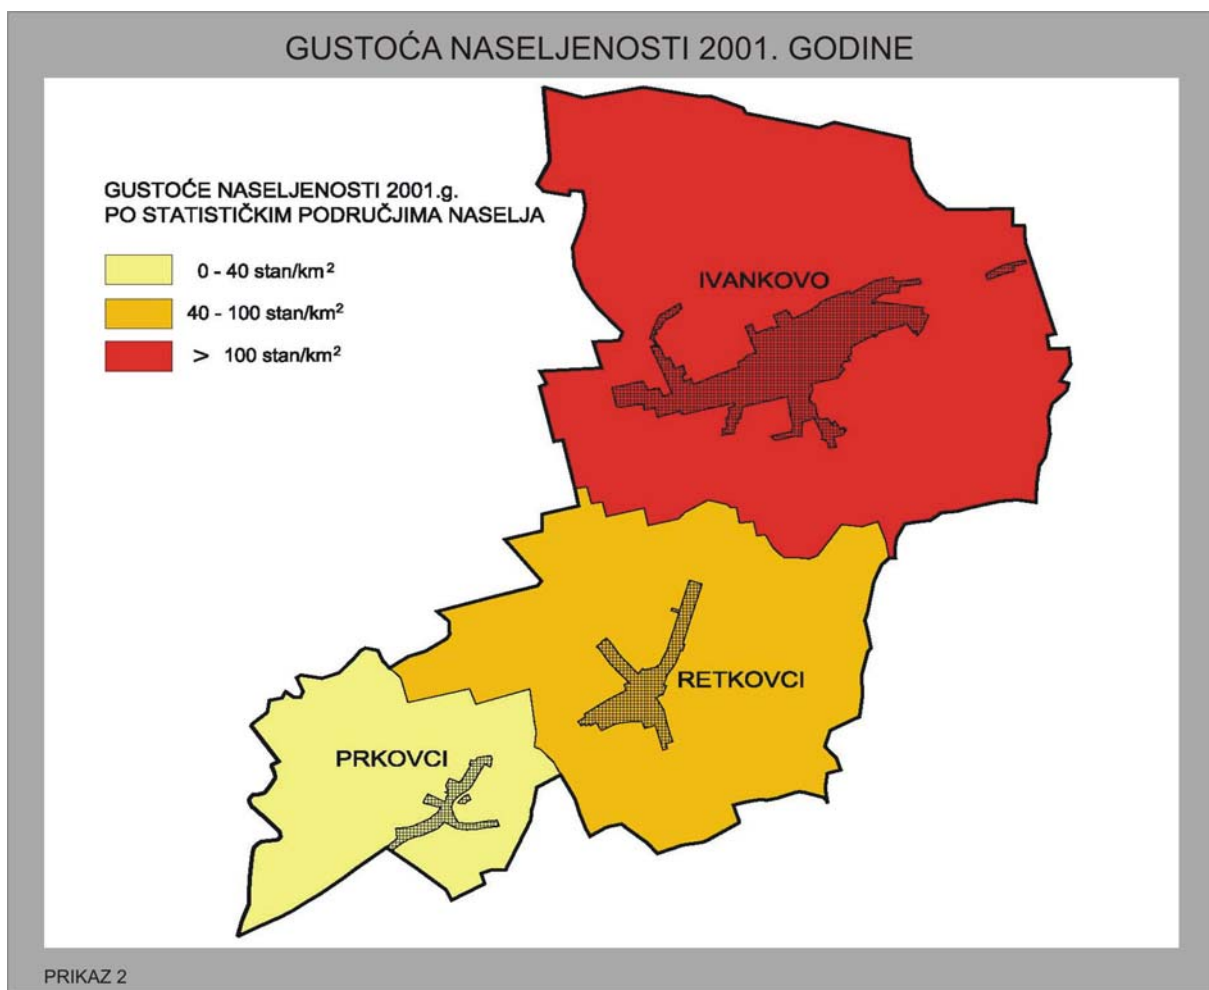 GUSTOĆA NASELJENOSTI 2001. GODINE
GUSTOĆE NASELJENOSTI 2001.g.
PO STATISTIČKIM PODRUČJIMA NASELJA
0 - 40 stan/km²
40 - 100 stan/km²
> 100 stan/km²
IVANKOVO
RETKOVCI
PRKOVCI
PRIKAZ 2